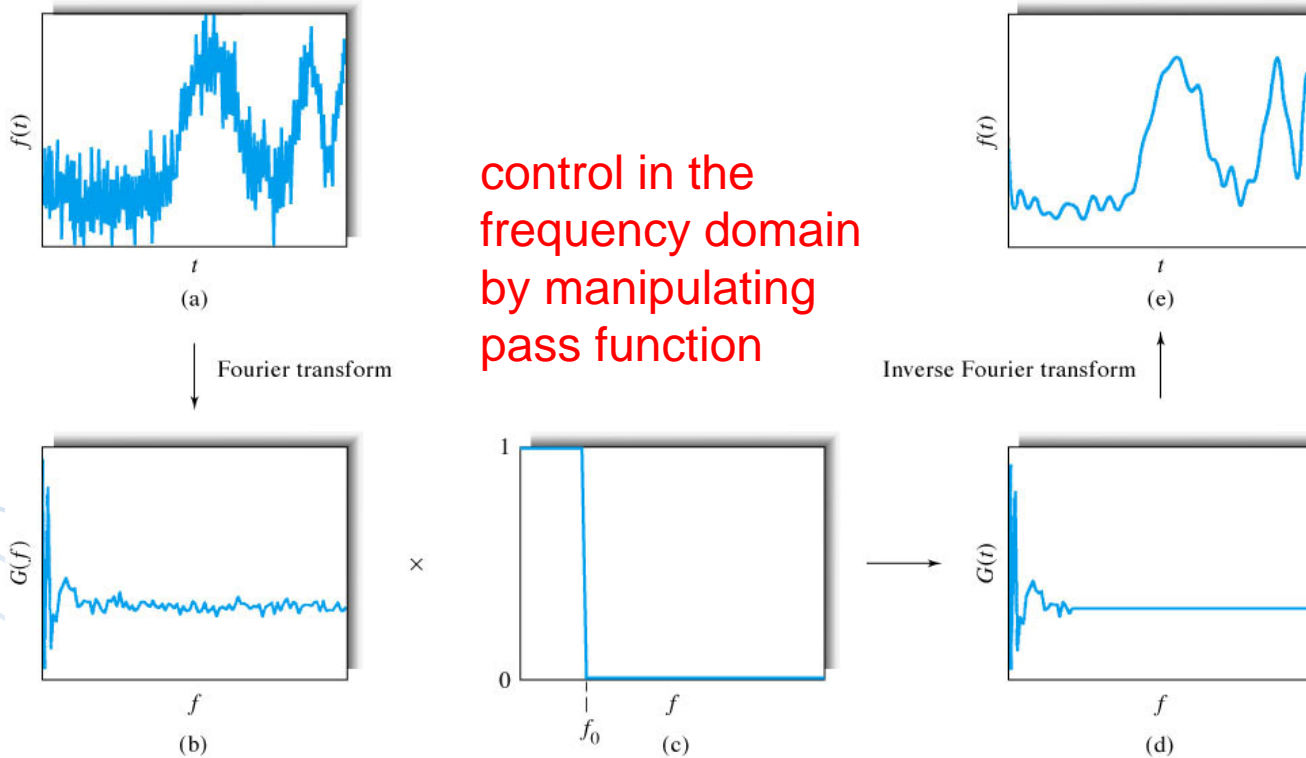 f(t)
t
(a)
control in the
frequency domain
by manipulating
pass function
f(t)
t
(e)
Fourier transform
Inverse Fourier transform
G(f)
f
(b)
×
1
0
f
f₀
(c)
G(t)
f
(d)